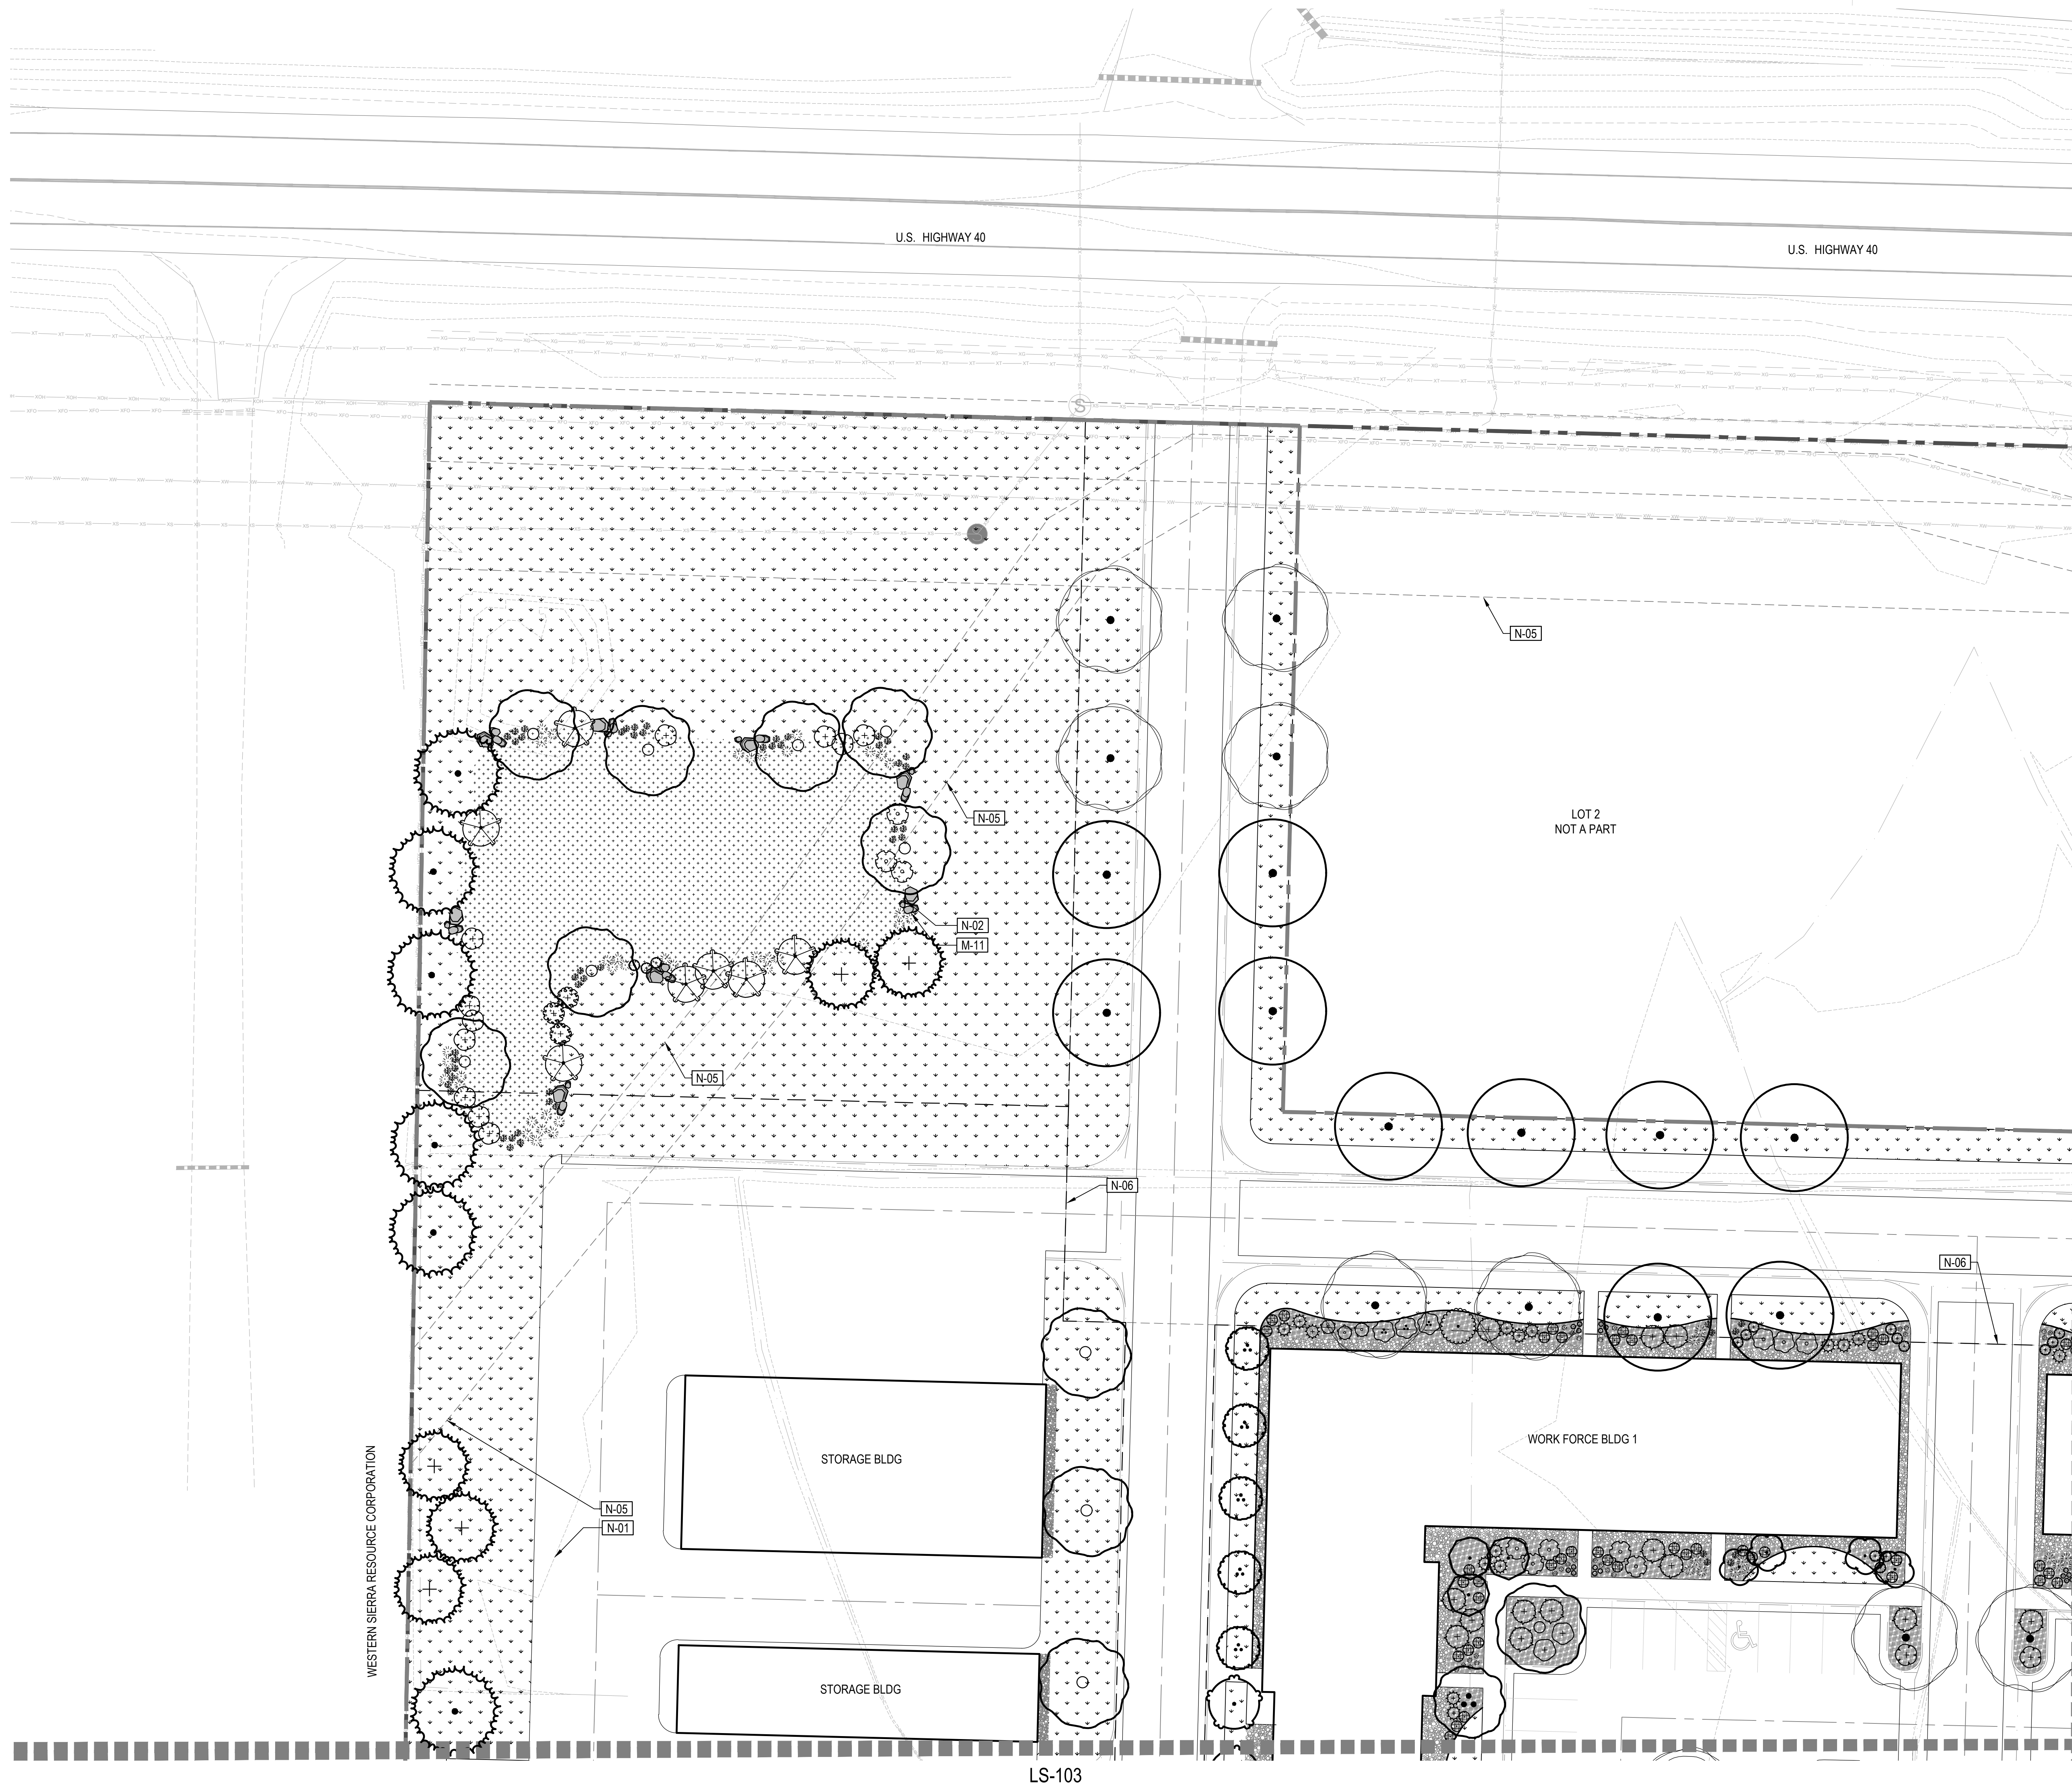 U.S. HIGHWAY 40
U.S. HIGHWAY 40
S
N-05
LOT 2
NOT A PART
N-05
N-02
M-11
N-05
N-06
N-06
WORK FORCE BLDG 1
STORAGE BLDG
WESTERN SIERRA RESOURCE CORPORATION
N-05
N-01
STORAGE BLDG
LS-103